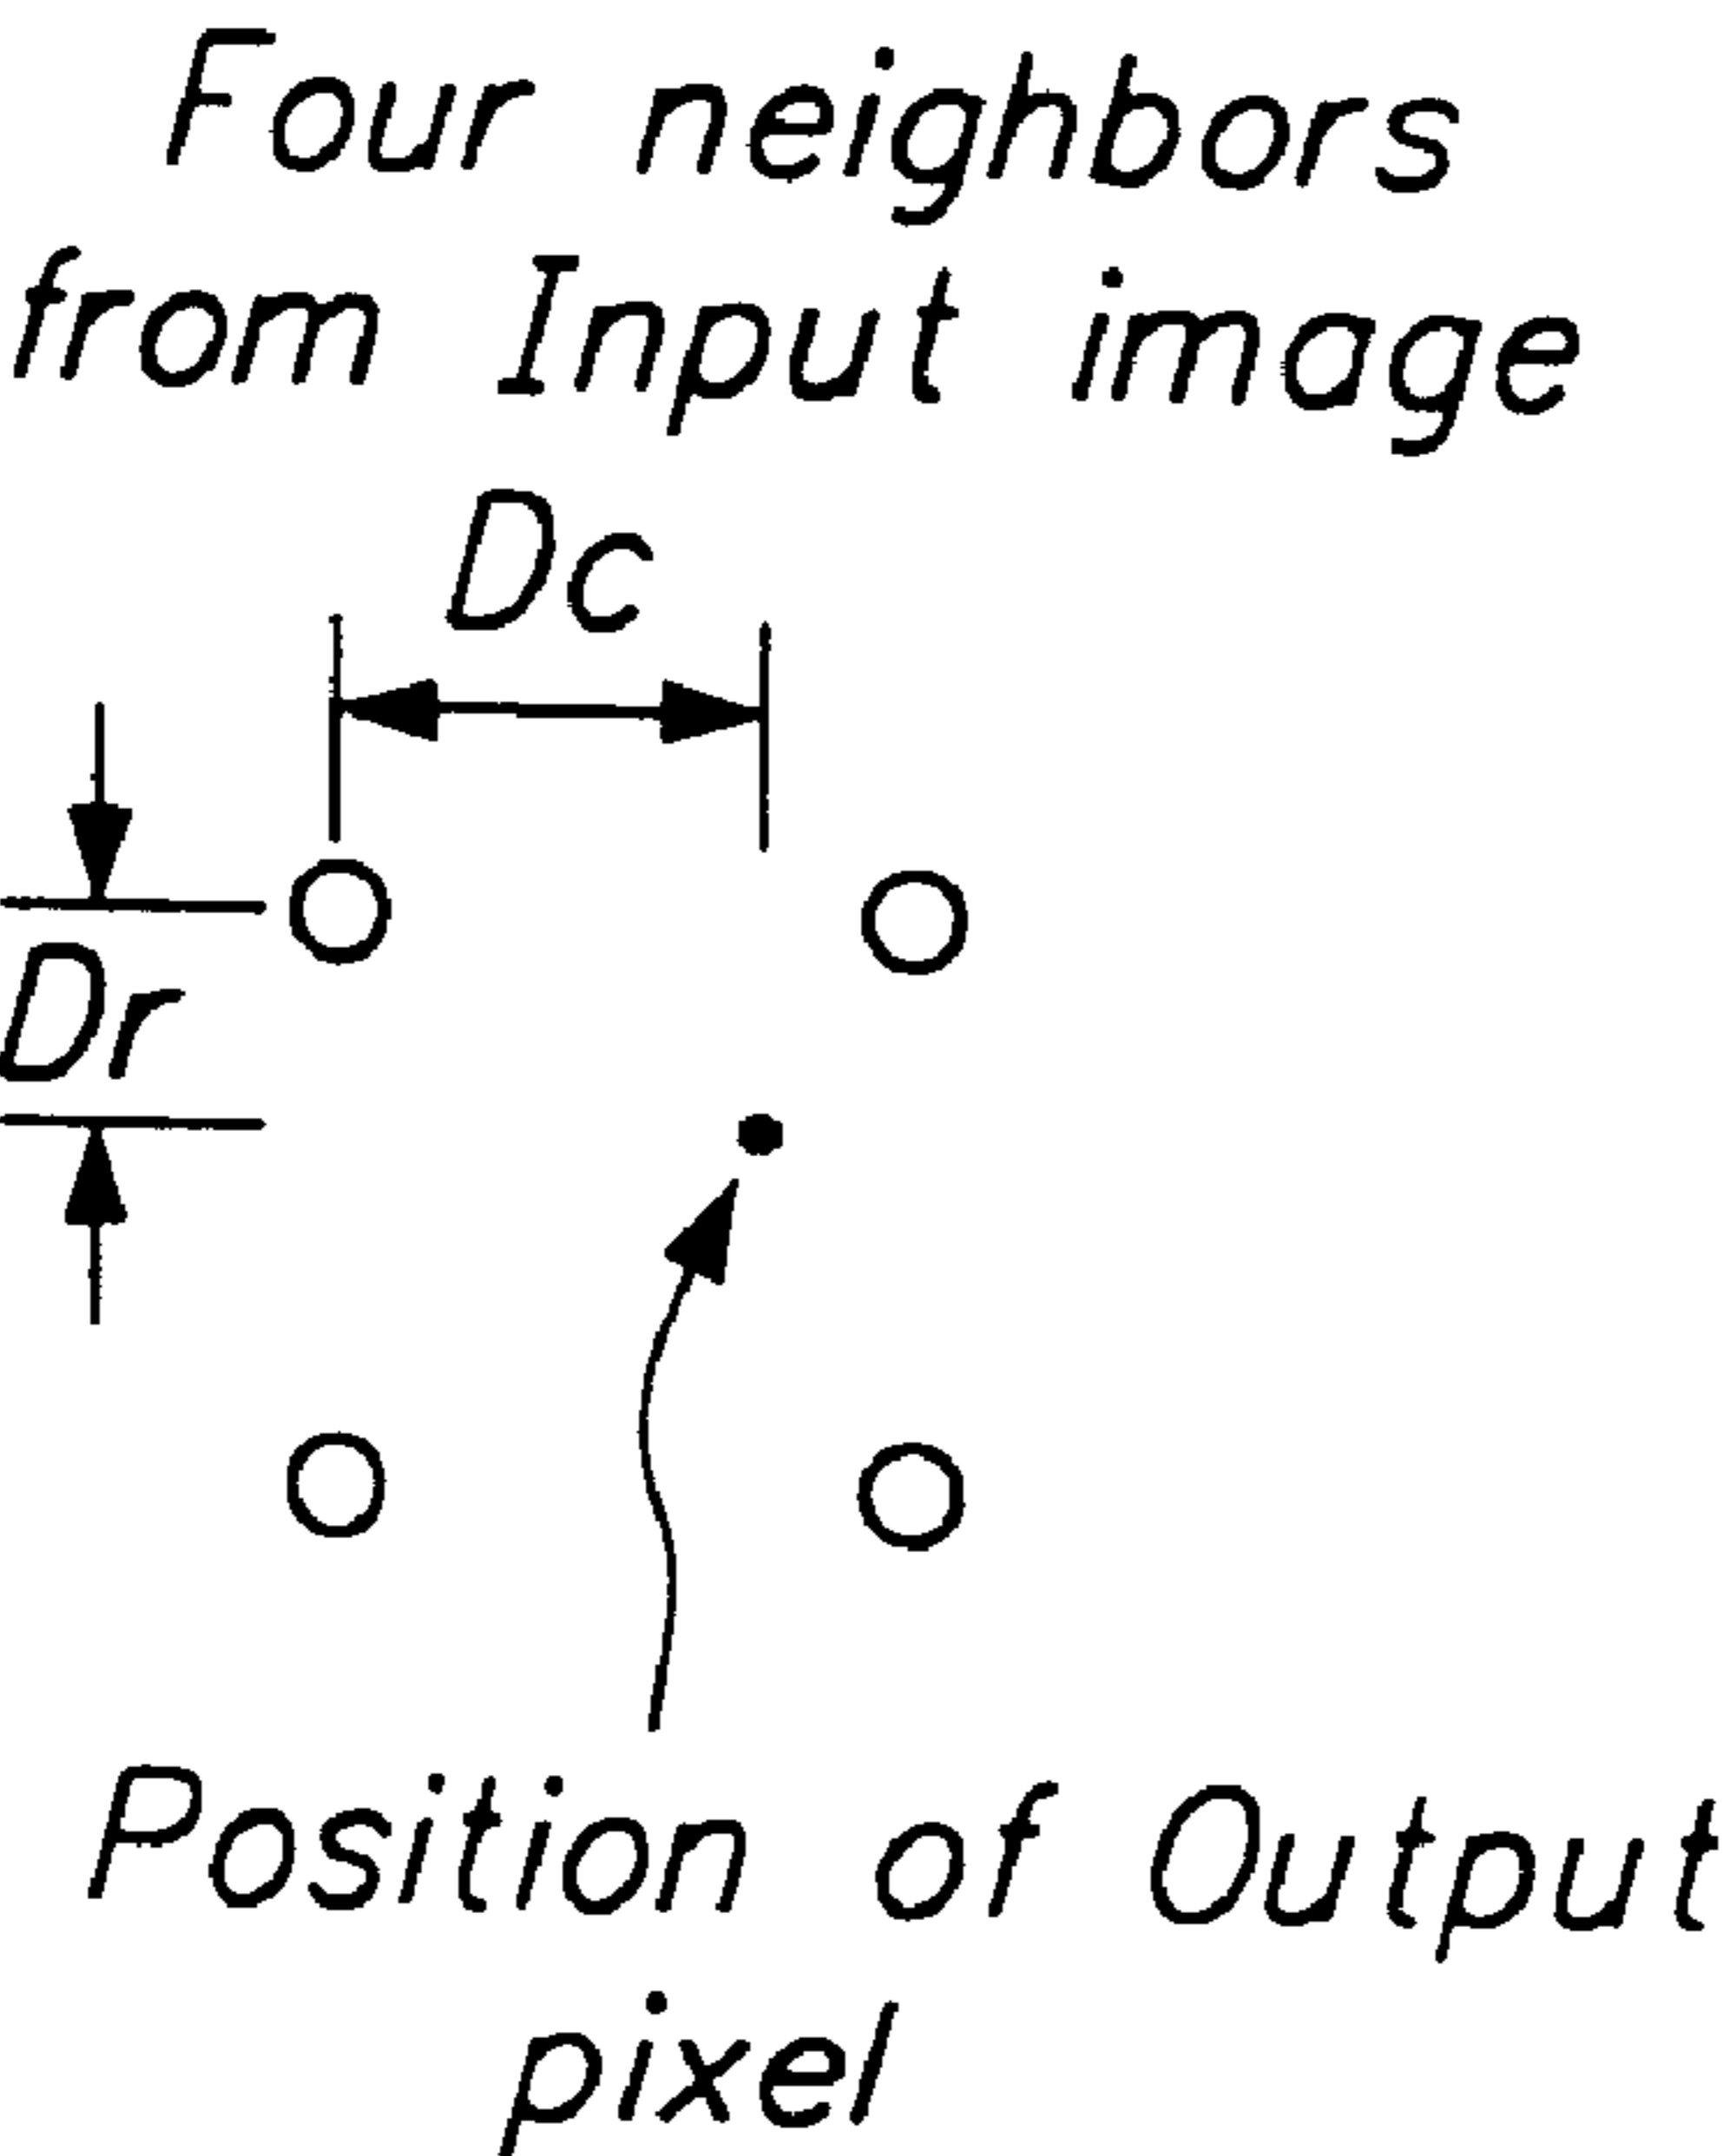 Four neighbors
from Input image
Dc
Dr
Position of Output
pixel